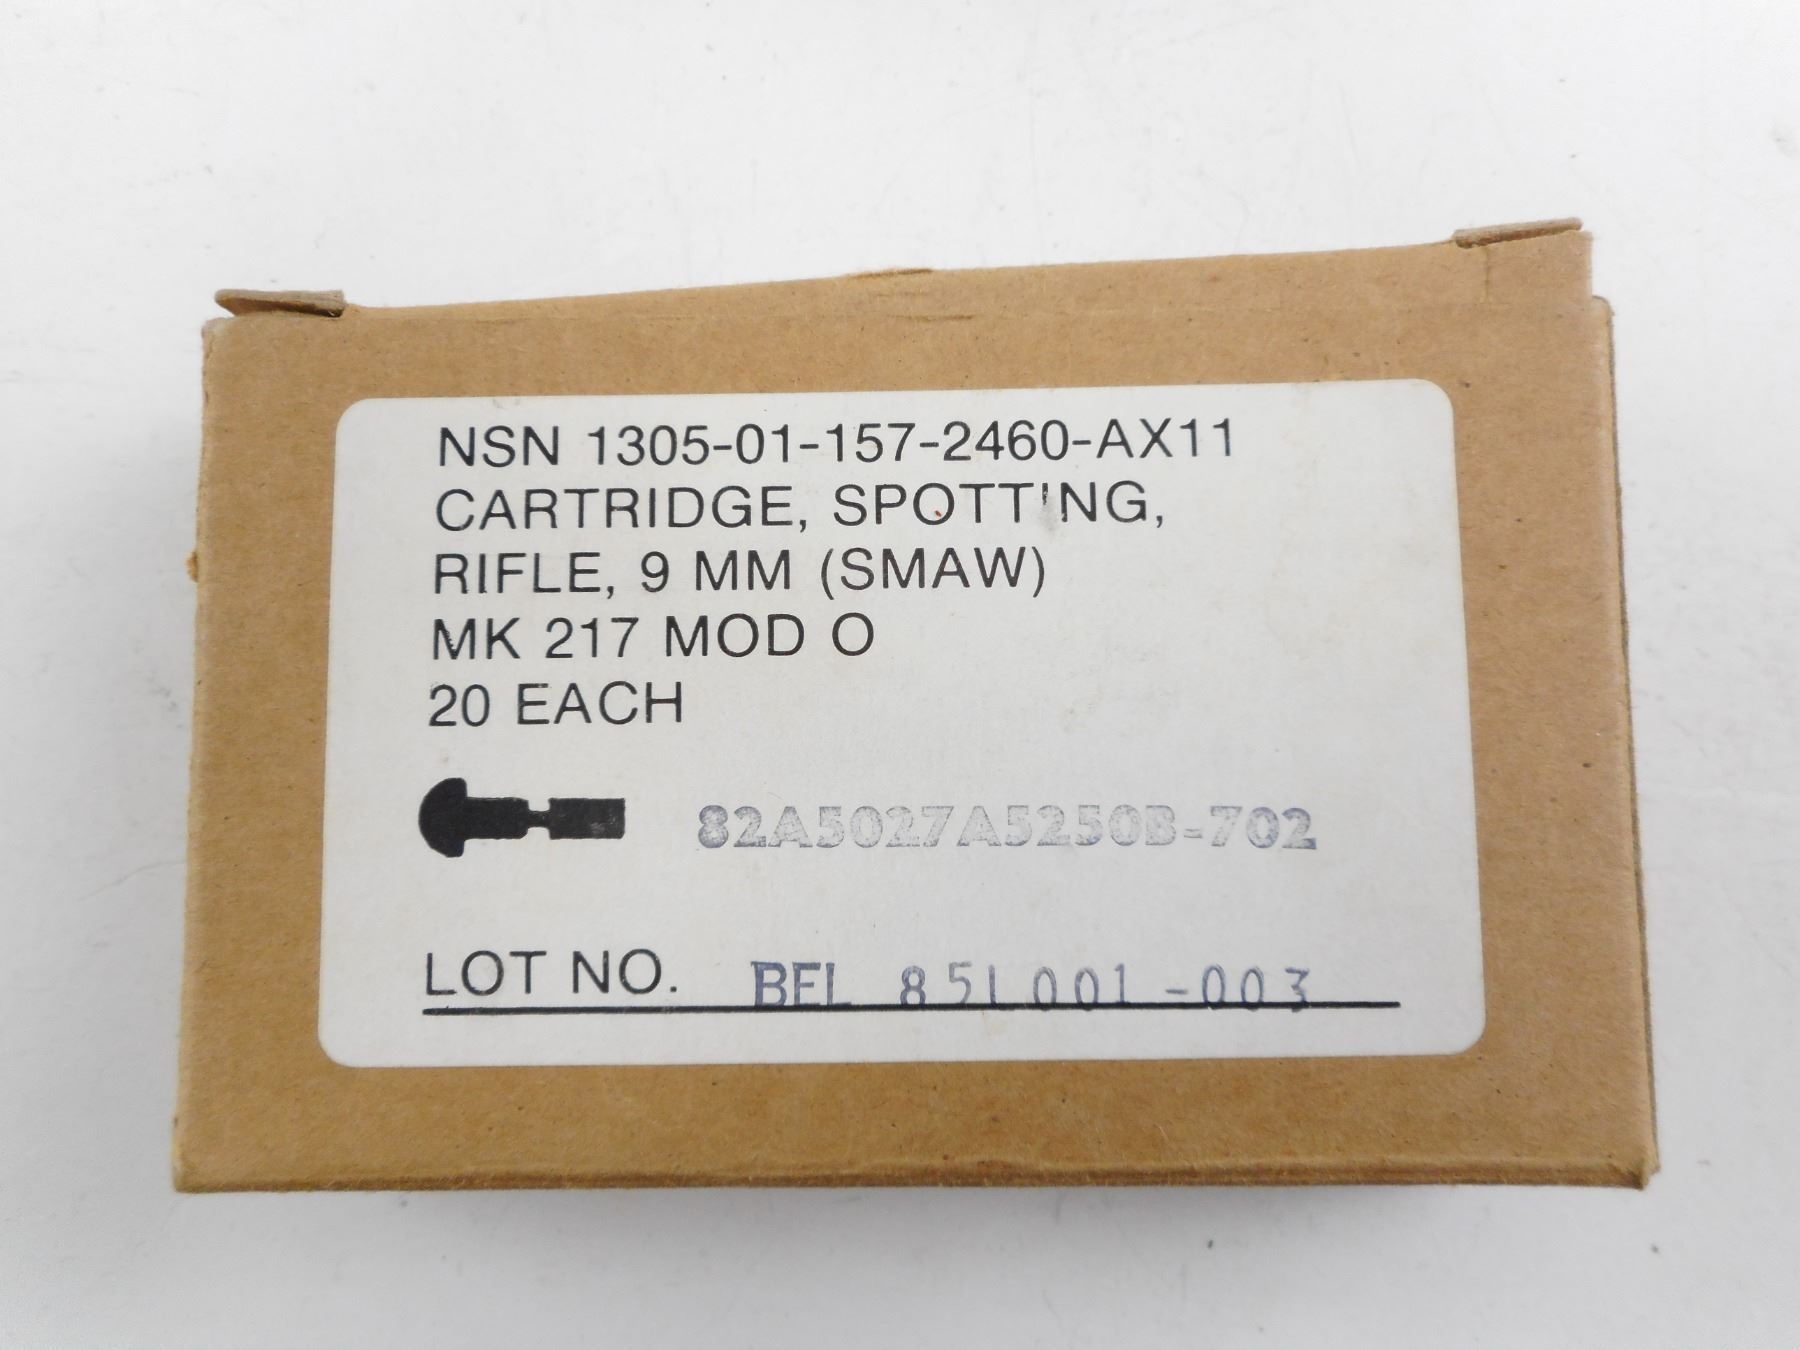 NSN 1305-01-157-2460-AX11
CARTRIDGE, SPOTTING,
RIFLE, 9 MM (SMAW)
MK 217 MOD O
20 EACH
82A5027A5250B-702
LOT NO. BEL 85L001-003